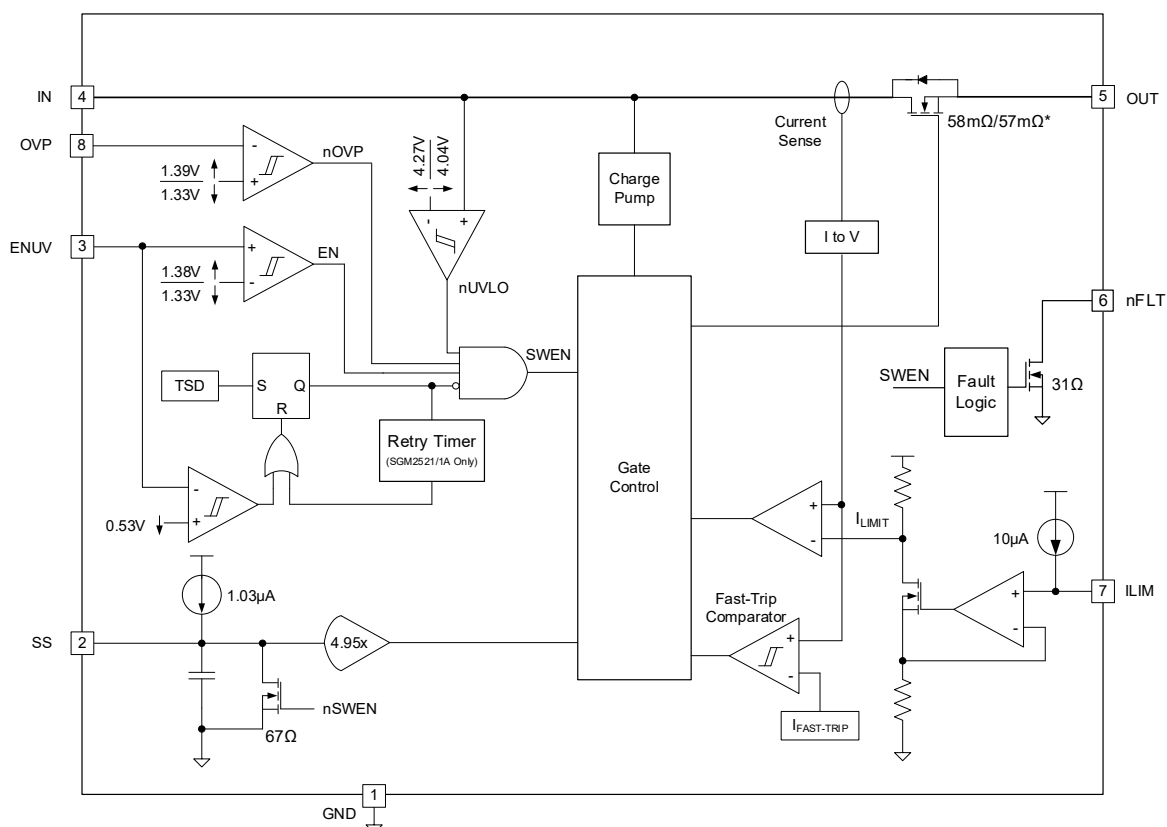 IN
4
5
OUT
OVP
8
58mΩ/57mΩ*
Current
Sense
-
nOVP
1.39V
1.33V
+
4.27V
4.04V
Charge
Pump
-
+
ENUV
3
+
EN
I to V
1.38V
1.33V
-
nUVLO
6
nFLT
SWEN
SWEN
Fault
Logic
31Ω
TSD
S
Q
R
Retry Timer
(SGM2521/1A Only)
Gate
Control
-
0.53V
+
+
-
ILIMIT
10µA
1.03µA
Fast-Trip
Comparator
+
-
7
ILIM
SS
2
4.95x
+
-
nSWEN
67Ω
IFAST-TRIP
1
GND